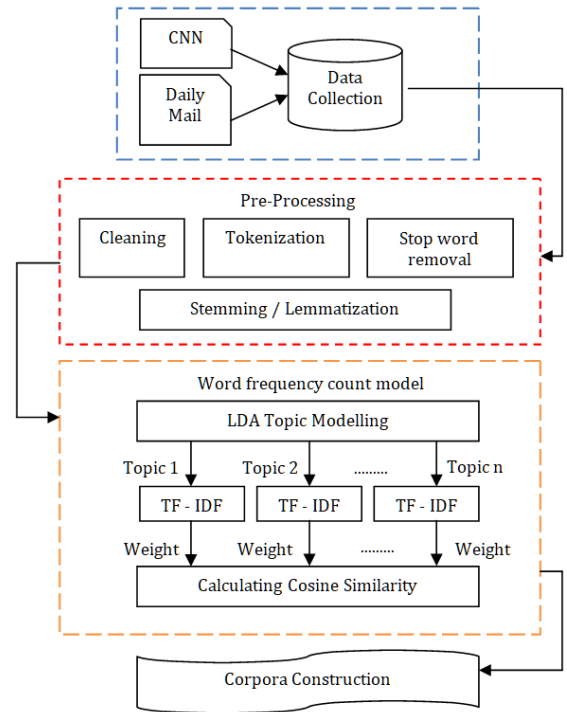 CNN
Daily
Mail
Data
Collection
Pre-Processing
Cleaning
Tokenization
Stop word
removal
Stemming / Lemmatization
Word frequency count model
LDA Topic Modelling
Topic 1 Topic 2 ......... Topic n
TF - IDF TF - IDF TF - IDF
Weight Weight ......... Weight
Calculating Cosine Similarity
Corpora Construction